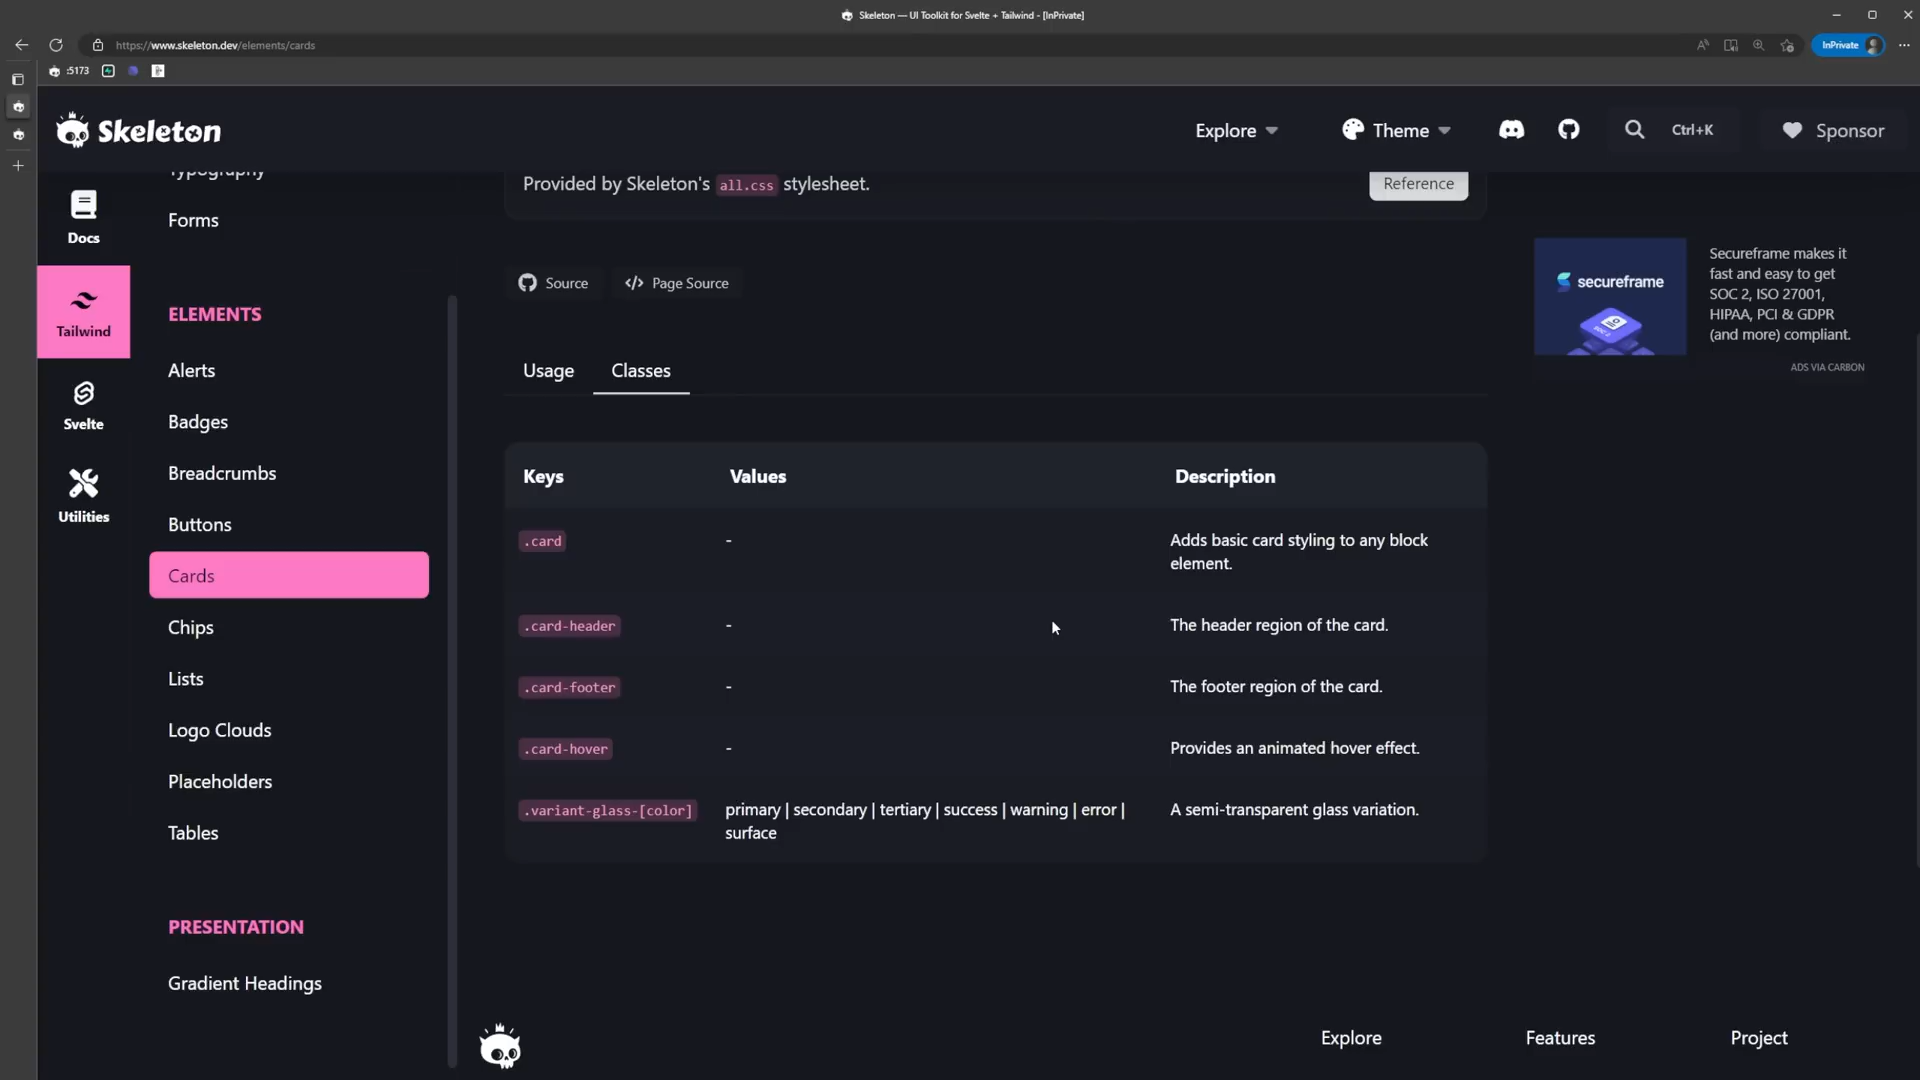 Skeleton — UI Toolkit for Svelte + Tailwind - [InPrivate]
https://www.skeleton.dev/elements/cards
InPrivate
:5173
Skeleton
Explore
Theme
Ctrl+K
Sponsor
Docs
Tailwind
Svelte
Utilities
Typography
Forms
ELEMENTS
Alerts
Badges
Breadcrumbs
Buttons
Cards
Chips
Lists
Logo Clouds
Placeholders
Tables
PRESENTATION
Gradient Headings
Provided by Skeleton's all.css stylesheet.
Reference
Source
Page Source
Usage
Classes
Keys Values Description
.card - Adds basic card styling to any block
element.
.card-header - The header region of the card.
.card-footer - The footer region of the card.
.card-hover - Provides an animated hover effect.
.variant-glass-[color] primary | secondary | tertiary | success | warning | error | A semi-transparent glass variation.
surface
secureframe
SOC 2
Secureframe makes it
fast and easy to get
SOC 2, ISO 27001,
HIPAA, PCI & GDPR
(and more) compliant.
ADS VIA CARBON
Explore
Features
Project